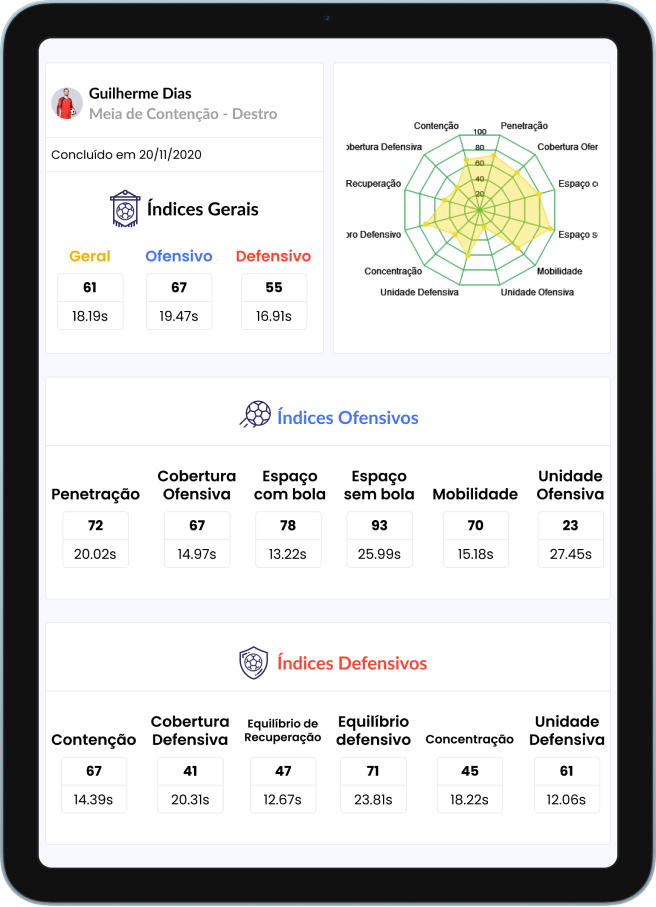 Guilherme Dias
Meia de Contenção - Destro
Concluído em 20/11/2020
Índices Gerais
Geral Ofensivo Defensivo
61 67 55
18.19s 19.47s 16.91s
Contenção 100 Penetração
obertura Defensiva 80 Cobertura Ofer
60
Recuperação 40 Espaço co
20
oro Defensivo Espaço s
Concentração Mobilidade
Unidade Defensiva Unidade Ofensiva
Índices Ofensivos
Penetração Cobertura Ofensiva Espaço com bola Espaço sem bola Mobilidade Unidade Ofensiva
72 67 78 93 70 23
20.02s 14.97s 13.22s 25.99s 15.18s 27.45s
Índices Defensivos
Contenção Cobertura Defensiva Equilíbrio de Recuperação Equilíbrio defensivo Concentração Unidade Defensiva
67 41 47 71 45 61
14.39s 20.31s 12.67s 23.81s 18.22s 12.06s